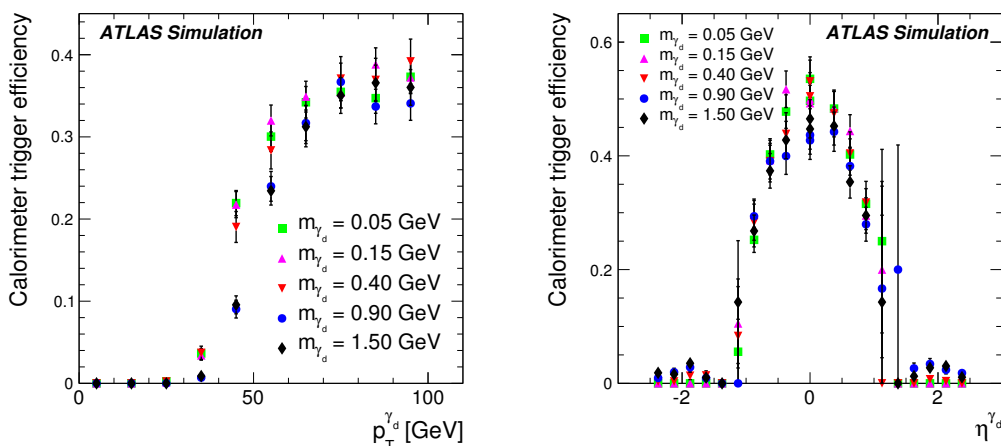 ATLAS Simulation
Calorimeter trigger efficiency
0.4
0.3
0.2
0.1
0
m_γd = 0.05 GeV
m_γd = 0.15 GeV
m_γd = 0.40 GeV
m_γd = 0.90 GeV
m_γd = 1.50 GeV
0 50 100
p_T^γd [GeV]
ATLAS Simulation
Calorimeter trigger efficiency
0.6
0.4
0.2
0
m_γd = 0.05 GeV
m_γd = 0.15 GeV
m_γd = 0.40 GeV
m_γd = 0.90 GeV
m_γd = 1.50 GeV
−2 0 2
η^γd